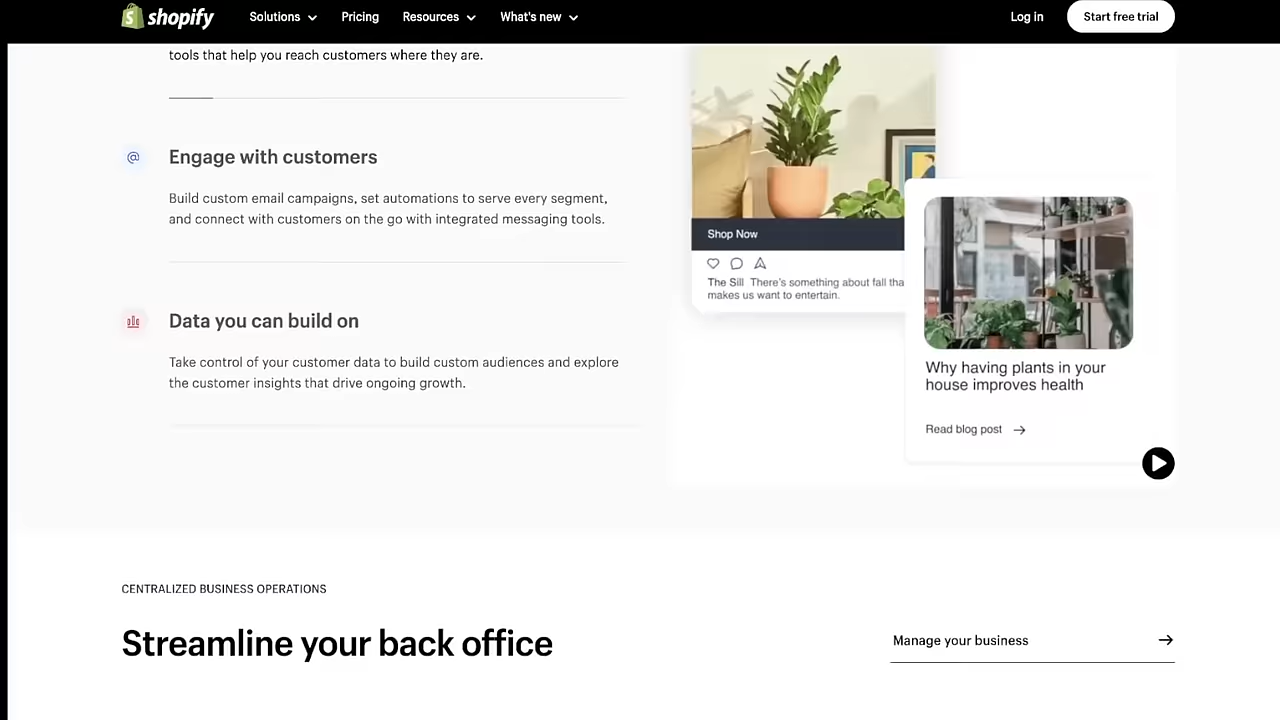 shopify
Solutions
Pricing
Resources
What's new
Log in
Start free trial
tools that help you reach customers where they are.
@
Engage with customers
Build custom email campaigns, set automations to serve every segment,
and connect with customers on the go with integrated messaging tools.
Data you can build on
Take control of your customer data to build custom audiences and explore
the customer insights that drive ongoing growth.
Shop Now
The Sill There's something about fall tha
makes us want to entertain.
Why having plants in your
house improves health
Read blog post
CENTRALIZED BUSINESS OPERATIONS
Streamline your back office
Manage your business